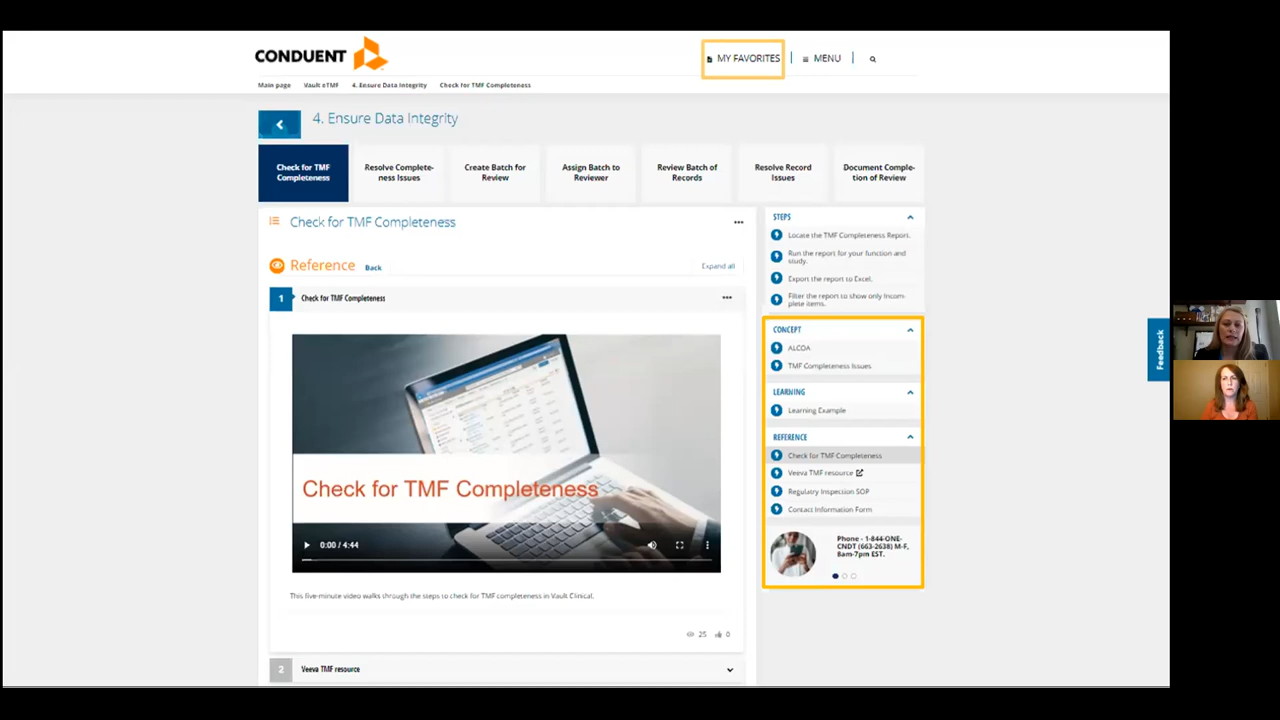 CONDUENT
MY FAVORITES
MENU
Main page
Vault eTMF
4. Ensure Data Integrity
Check for TMF Completeness
4. Ensure Data Integrity
Check for TMF
Completeness
Resolve Complete-
ness Issues
Create Batch for
Review
Assign Batch to
Reviewer
Review Batch of
Records
Resolve Record
Issues
Document Comple-
tion of Review
Check for TMF Completeness
Reference Back
Expand all
1 Check for TMF Completeness
Check for TMF Completeness
0:00 / 4:44
This five-minute video walks through the steps to check for TMF completeness in Vault Clinical.
25 0
2 Veeva TMF resource
STEPS
Locate the TMF Completeness Report.
Run the report for your function and
study.
Export the report to Excel.
Filter the report to show only incom-
plete items.
CONCEPT
ALCOA
TMF Completeness Issues
LEARNING
Learning Example
REFERENCE
Check for TMF Completeness
Veeva TMF resource
Regulatry Inspection SOP
Contact Information Form
Phone - 1-844-ONE-
CNDT (663-2638) M-F,
8am-7pm EST.
Feedback